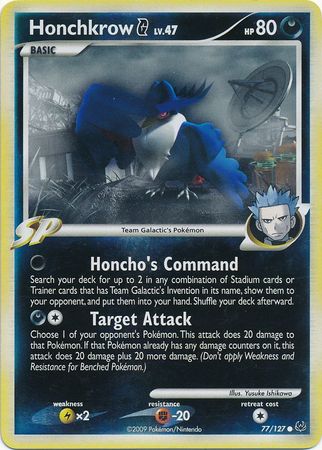 Honchkrow G LV.47 HP 80
BASIC
Team Galactic's Pokémon
SP
Honcho's Command
Search your deck for up to 2 in any combination of Stadium cards or
Trainer cards that has Team Galactic's Invention in its name, show them to
your opponent, and put them into your hand. Shuffle your deck afterward.
Target Attack
Choose 1 of your opponent's Pokémon. This attack does 20 damage to
that Pokémon. If that Pokémon already has any damage counters on it, this
attack does 20 damage plus 20 more damage. (Don't apply Weakness and
Resistance for Benched Pokémon.)
Illus. Yusuke Ishikawa
weakness resistance retreat cost
×2 -20
©2009 Pokémon/Nintendo 77/127